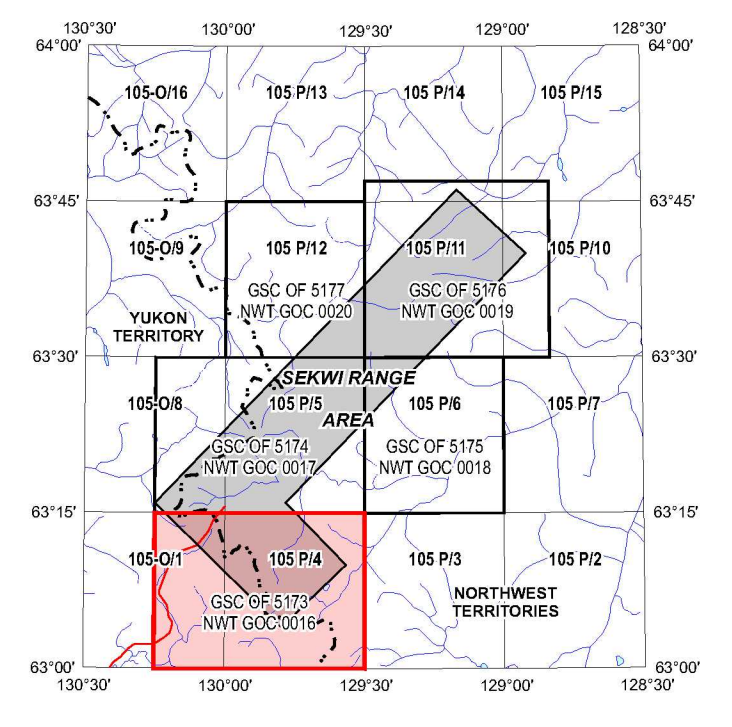 130°30' 130°00' 129°30' 129°00' 128°30'
64°00' 64°00'
105-O/16 105 P/13 105 P/14 105 P/15
63°45' 63°45'
105-O/9 105 P/12 105 P/11 105 P/10
GSC OF 5177 GSC OF 5176
NWT GOC 0020 NWT GOC 0019
YUKON
TERRITORY
63°30' 63°30'
SEKWI RANGE
105-O/8 105 P/5 105 P/6 105 P/7
AREA
GSC OF 5174 GSC OF 5175
NWT GOC 0017 NWT GOC 0018
63°15' 63°15'
105-O/1 105 P/4 105 P/3 105 P/2
NORTHWEST
TERRITORIES
GSC OF 5173
NWT GOC 0016
63°00' 63°00'
130°30' 130°00' 129°30' 129°00' 128°30'